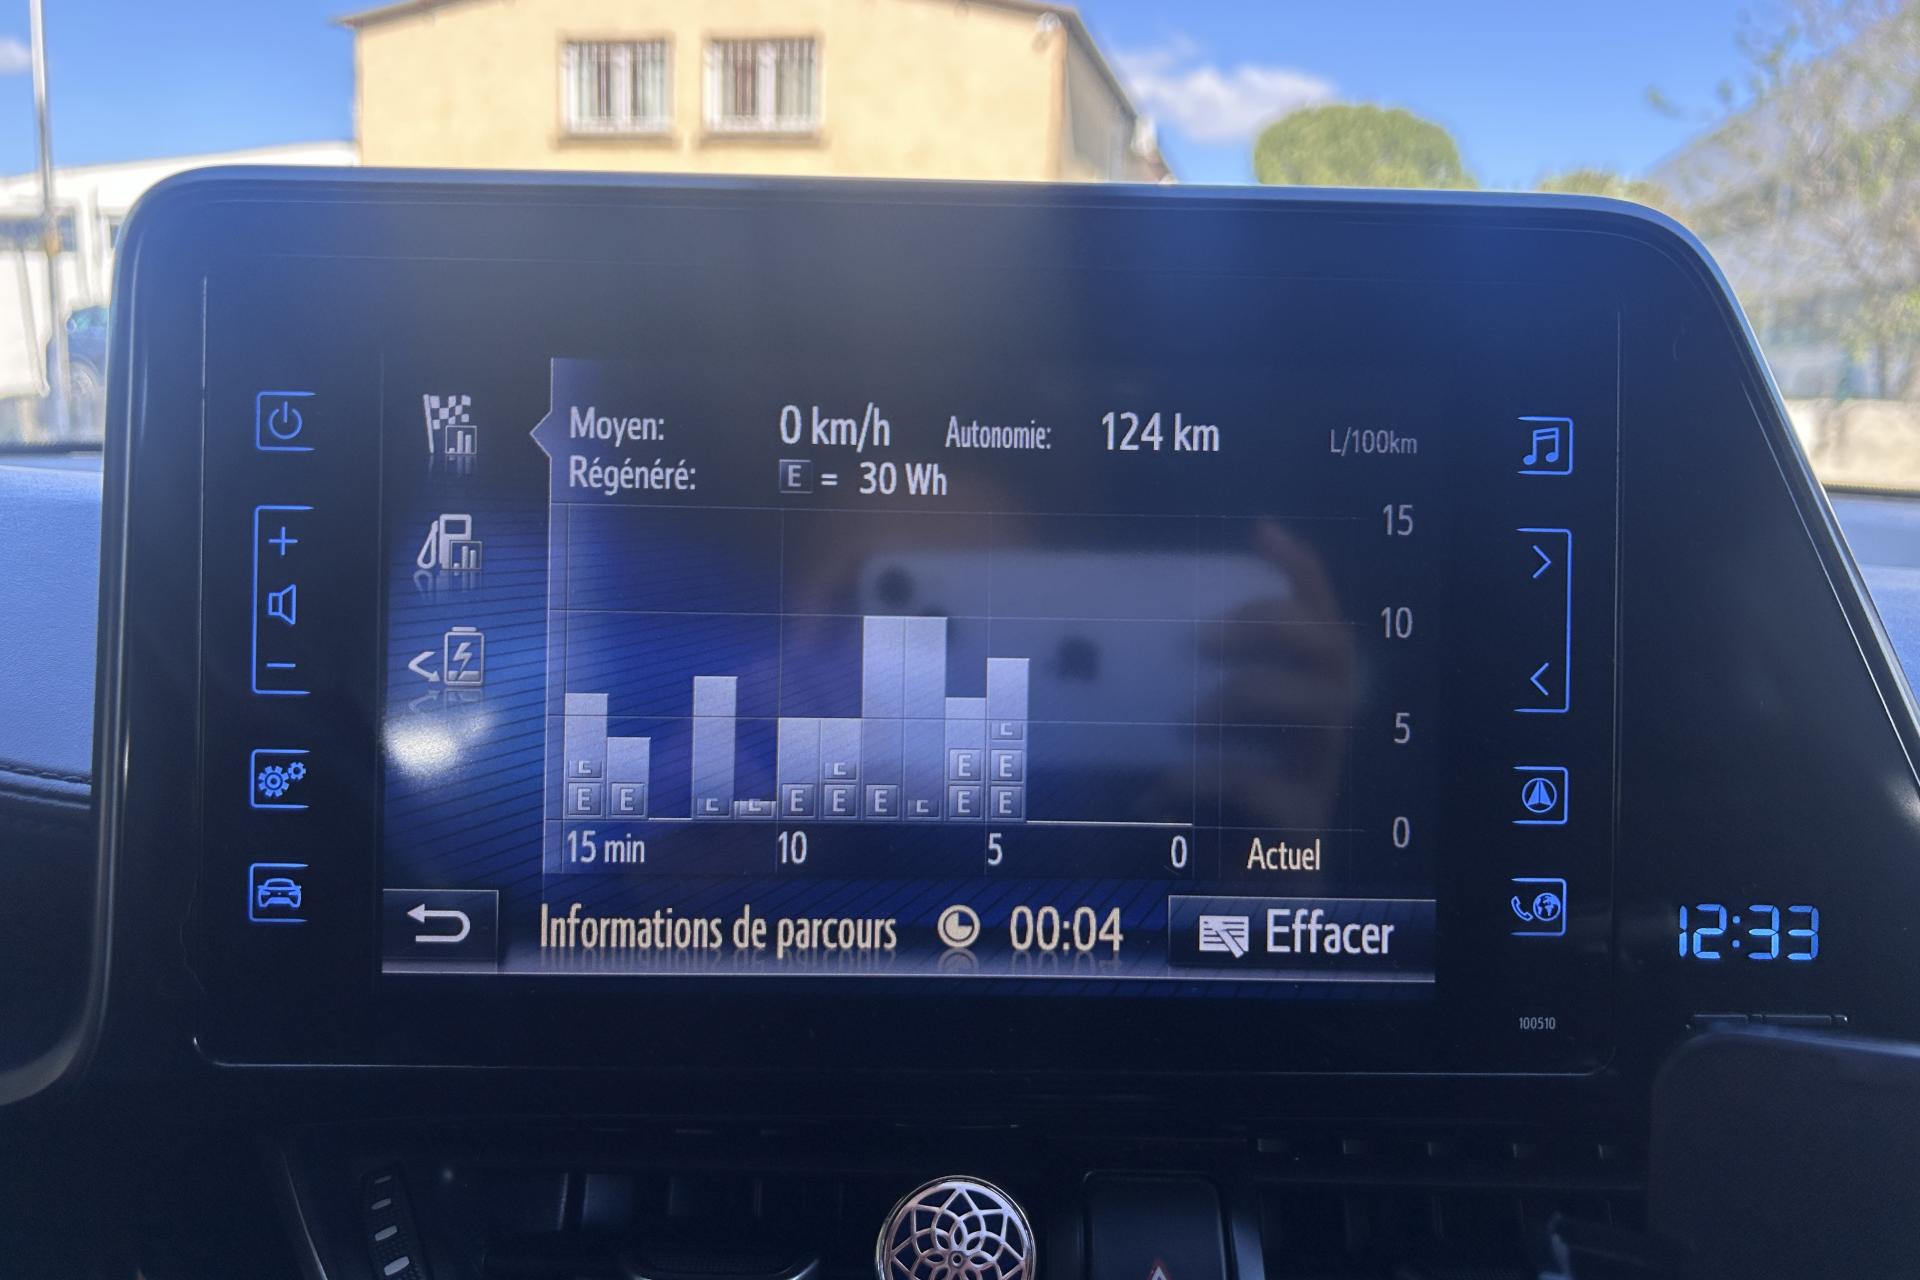 Moyen: 0 km/h Autonomie: 124 km L/100km
Régénéré: E = 30 Wh
15
10
5
0
E E E E E E E
E E E E E E E E E
15 min 10 5 0 Actuel
Informations de parcours 00:04 Effacer
12:33
100510